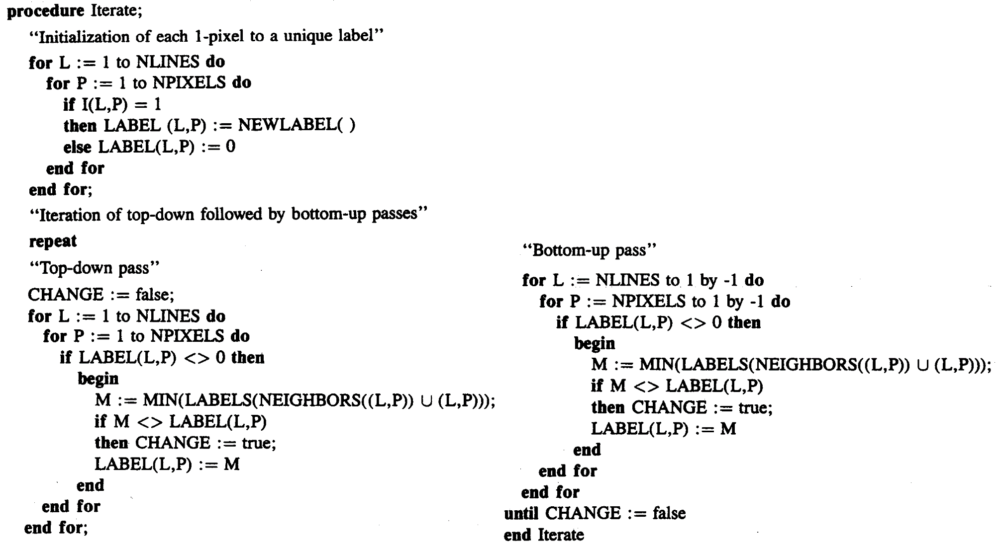 procedure Iterate;
“Initialization of each 1-pixel to a unique label”
for L := 1 to NLINES do
for P := 1 to NPIXELS do
if I(L,P) = 1
then LABEL (L,P) := NEWLABEL( )
else LABEL(L,P) := 0
end for
end for;
“Iteration of top-down followed by bottom-up passes”
repeat
“Top-down pass”
CHANGE := false;
for L := 1 to NLINES do
for P := 1 to NPIXELS do
if LABEL(L,P) <> 0 then
begin
M := MIN(LABELS(NEIGHBORS((L,P)) ∪ (L,P)));
if M <> LABEL(L,P)
then CHANGE := true;
LABEL(L,P) := M
end
end for
end for;
“Bottom-up pass”
for L := NLINES to 1 by -1 do
for P := NPIXELS to 1 by -1 do
if LABEL(L,P) <> 0 then
begin
M := MIN(LABELS(NEIGHBORS((L,P)) ∪ (L,P)));
if M <> LABEL(L,P)
then CHANGE := true;
LABEL(L,P) := M
end
end for
end for
until CHANGE := false
end Iterate